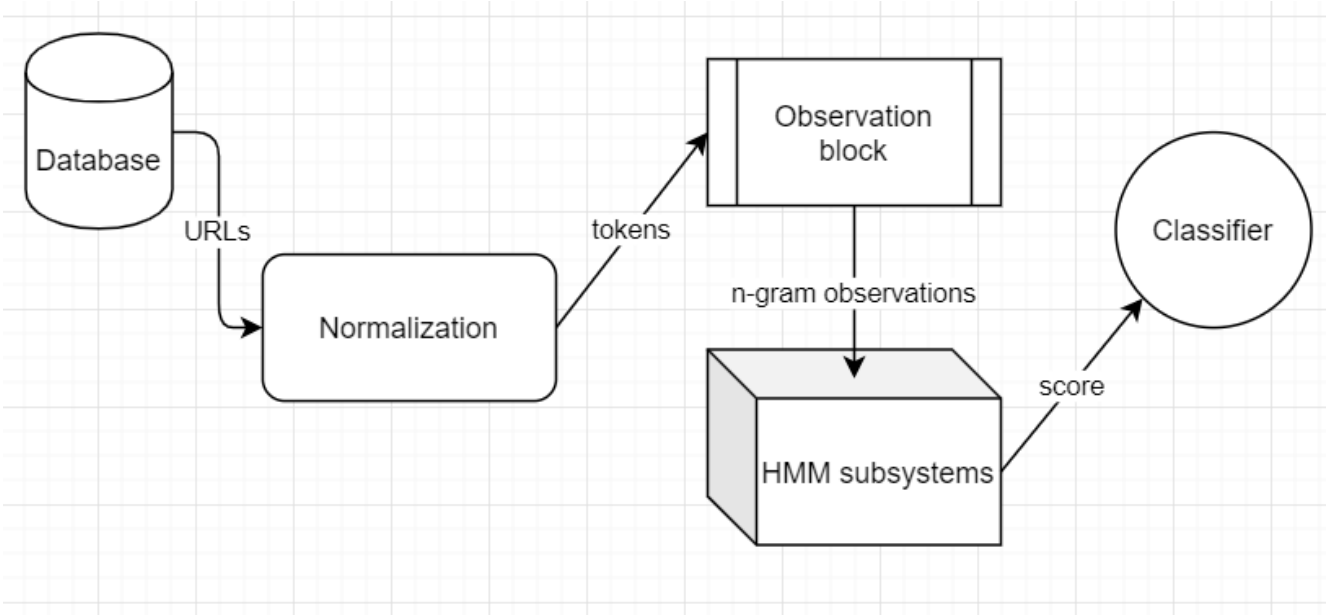 Database
URLs
Normalization
tokens
Observation
block
n-gram observations
HMM subsystems
score
Classifier